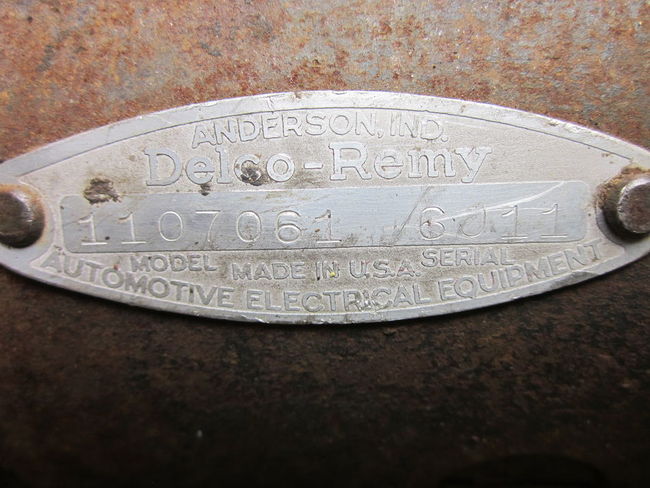 ANDERSON, IND.
Delco-Remy
1107061 6J11
MODEL MADE IN U.S.A. SERIAL
AUTOMOTIVE ELECTRICAL EQUIPMENT